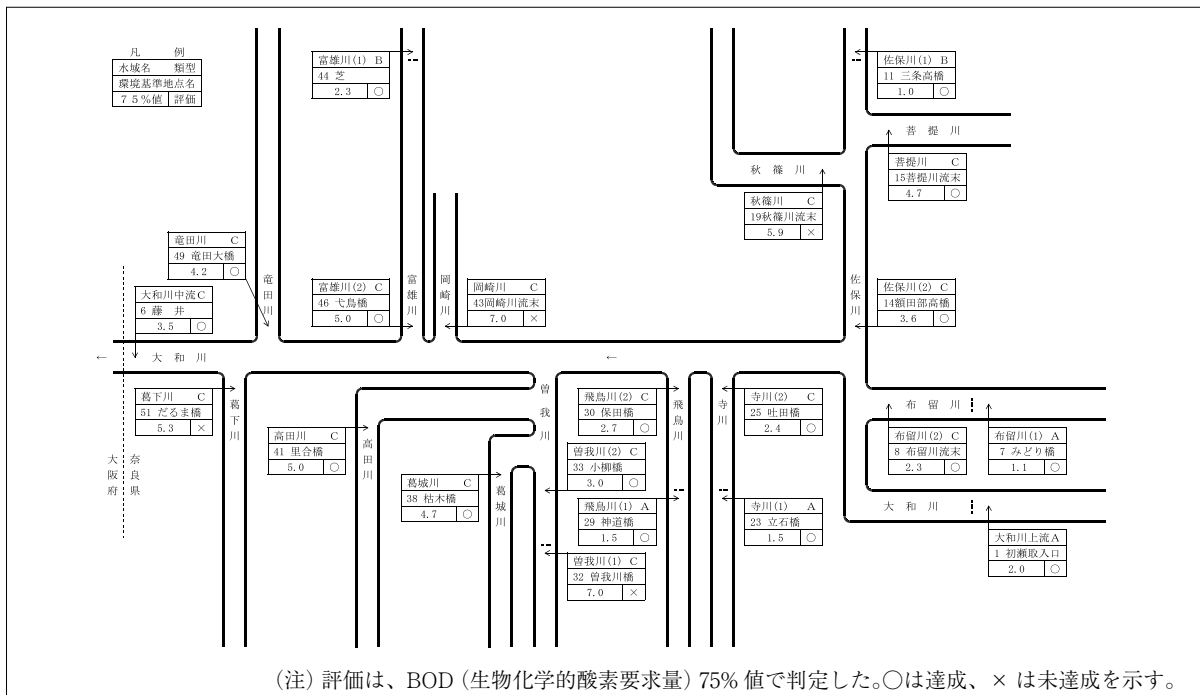 凡　例
水域名　類型
環境基準地点名
75%値　評価
富雄川(1) B
44 芝
2.3 ○
佐保川(1) B
11 三条高橋
1.0 ○
菩提川
菩提川 C
15菩提川流末
4.7 ○
秋篠川
秋篠川 C
19秋篠川流末
5.9 ×
竜田川 C
49 竜田大橋
4.2 ○
竜田川
大和川中流C
6 藤井
3.5 ○
富雄川(2) C
46 弋鳥橋
5.0 ○
富雄川
岡崎川
岡崎川 C
43岡崎川流末
7.0 ×
佐保川
佐保川(2) C
14額田部高橋
3.6 ○
← 大和川
←
葛下川 C
51 だるま橋
5.3 ×
葛下川
大阪府
奈良県
高田川 C
41 里合橋
5.0 ○
高田川
葛城川 C
38 枯木橋
4.7 ○
葛城川
曽我川
飛鳥川(2) C
30 保田橋
2.7 ○
曽我川(2) C
33 小柳橋
3.0 ○
飛鳥川(1) A
29 神道橋
1.5 ○
曽我川(1) C
32 曽我川橋
7.0 ×
飛鳥川
寺川
寺川(2) C
25 吐田橋
2.4 ○
寺川(1) A
23 立石橋
1.5 ○
布留川
布留川(2) C
8 布留川流末
2.3 ○
布留川(1) A
7 みどり橋
1.1 ○
大和川
大和川上流A
1 初瀬取入口
2.0 ○
(注) 評価は、BOD (生物化学的酸素要求量) 75% 値で判定した。○は達成、× は未達成を示す。